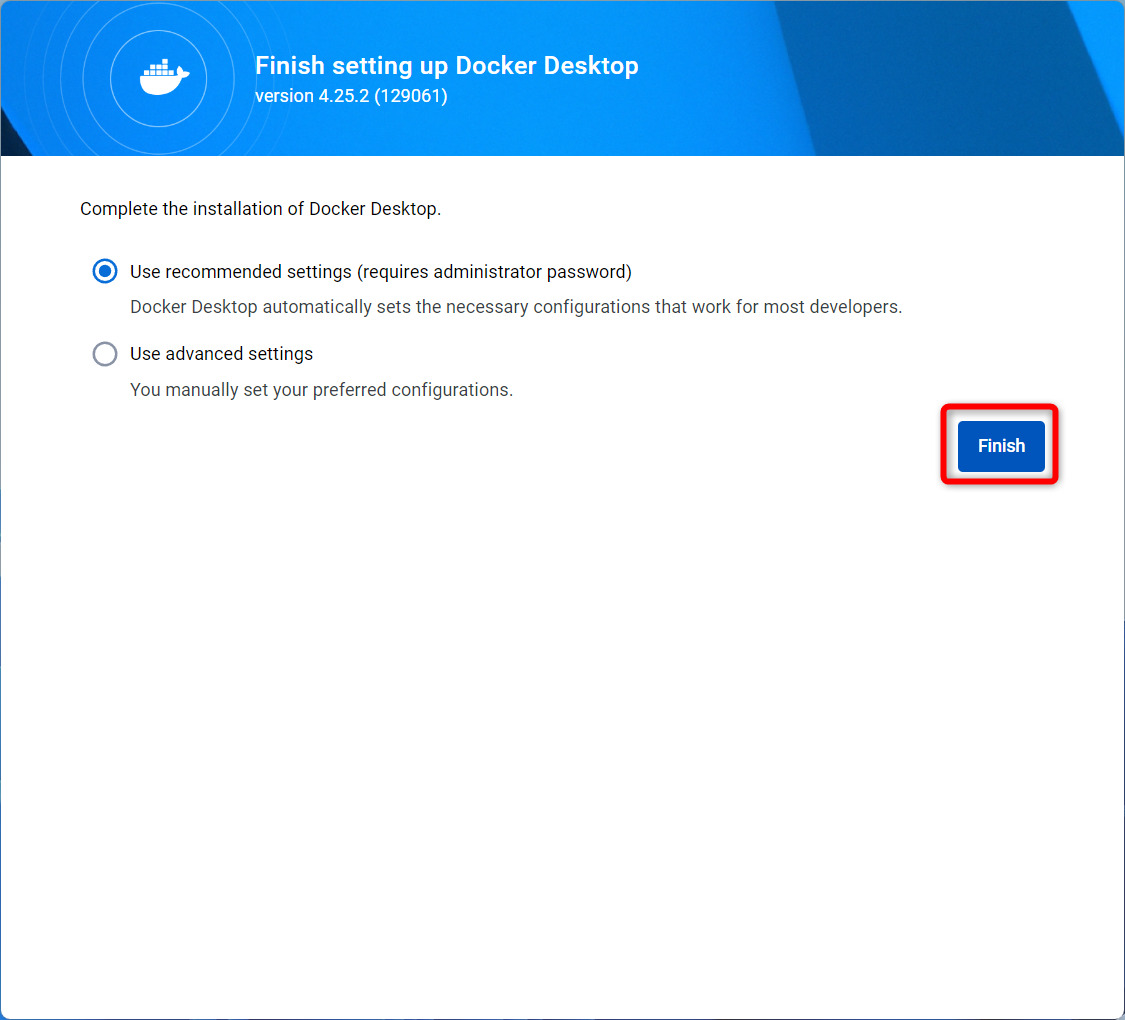 Finish setting up Docker Desktop
version 4.25.2 (129061)
Complete the installation of Docker Desktop.
Use recommended settings (requires administrator password)
Docker Desktop automatically sets the necessary configurations that work for most developers.
Use advanced settings
You manually set your preferred configurations.
Finish